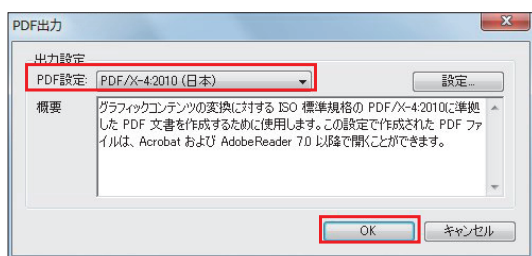 PDF出力
出力設定
PDF設定: PDF/X-4:2010 (日本) 設定...
概要 グラフィックコンテンツの変換に対する ISO 標準規格の PDF/X-4:2010に準拠
した PDF 文書を作成するために使用します。この設定で作成された PDF ファ
イルは、Acrobat および AdobeReader 7.0 以降で開くことができます。
OK キャンセル